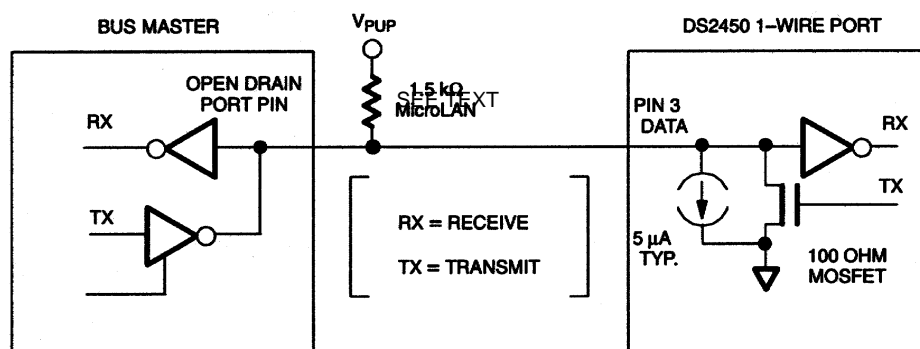 BUS MASTER
V_PUP
DS2450 1–WIRE PORT
OPEN DRAIN
PORT PIN
RX
TX
1.5 kΩ
SEE TEXT
MicroLAN
RX = RECEIVE
TX = TRANSMIT
PIN 3
DATA
RX
TX
5 µA
TYP.
100 OHM
MOSFET